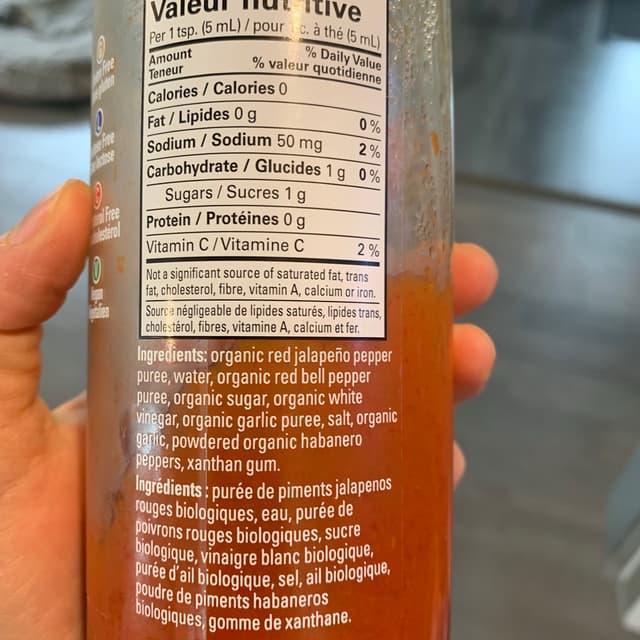 Valeur nutritive
Per 1 tsp. (5 mL) / pour 1 c. à thé (5 mL)
Amount
Teneur
% Daily Value
% valeur quotidienne
Calories / Calories 0
Fat / Lipides 0 g 0 %
Sodium / Sodium 50 mg 2 %
Carbohydrate / Glucides 1 g 0 %
Sugars / Sucres 1 g
Protein / Protéines 0 g
Vitamin C / Vitamine C 2 %
Not a significant source of saturated fat, trans
fat, cholesterol, fibre, vitamin A, calcium or iron.
Source négligeable de lipides saturés, lipides trans,
cholestérol, fibres, vitamine A, calcium et fer.
Ingredients: organic red jalapeño pepper
puree, water, organic red bell pepper
puree, organic sugar, organic white
vinegar, organic garlic puree, salt, organic
garlic, powdered organic habanero
peppers, xanthan gum.
Ingrédients : purée de piments jalapenos
rouges biologiques, eau, purée de
poivrons rouges biologiques, sucre
biologique, vinaigre blanc biologique,
purée d'ail biologique, sel, ail biologique,
poudre de piments habaneros
biologiques, gomme de xanthane.
Free
Free
Free